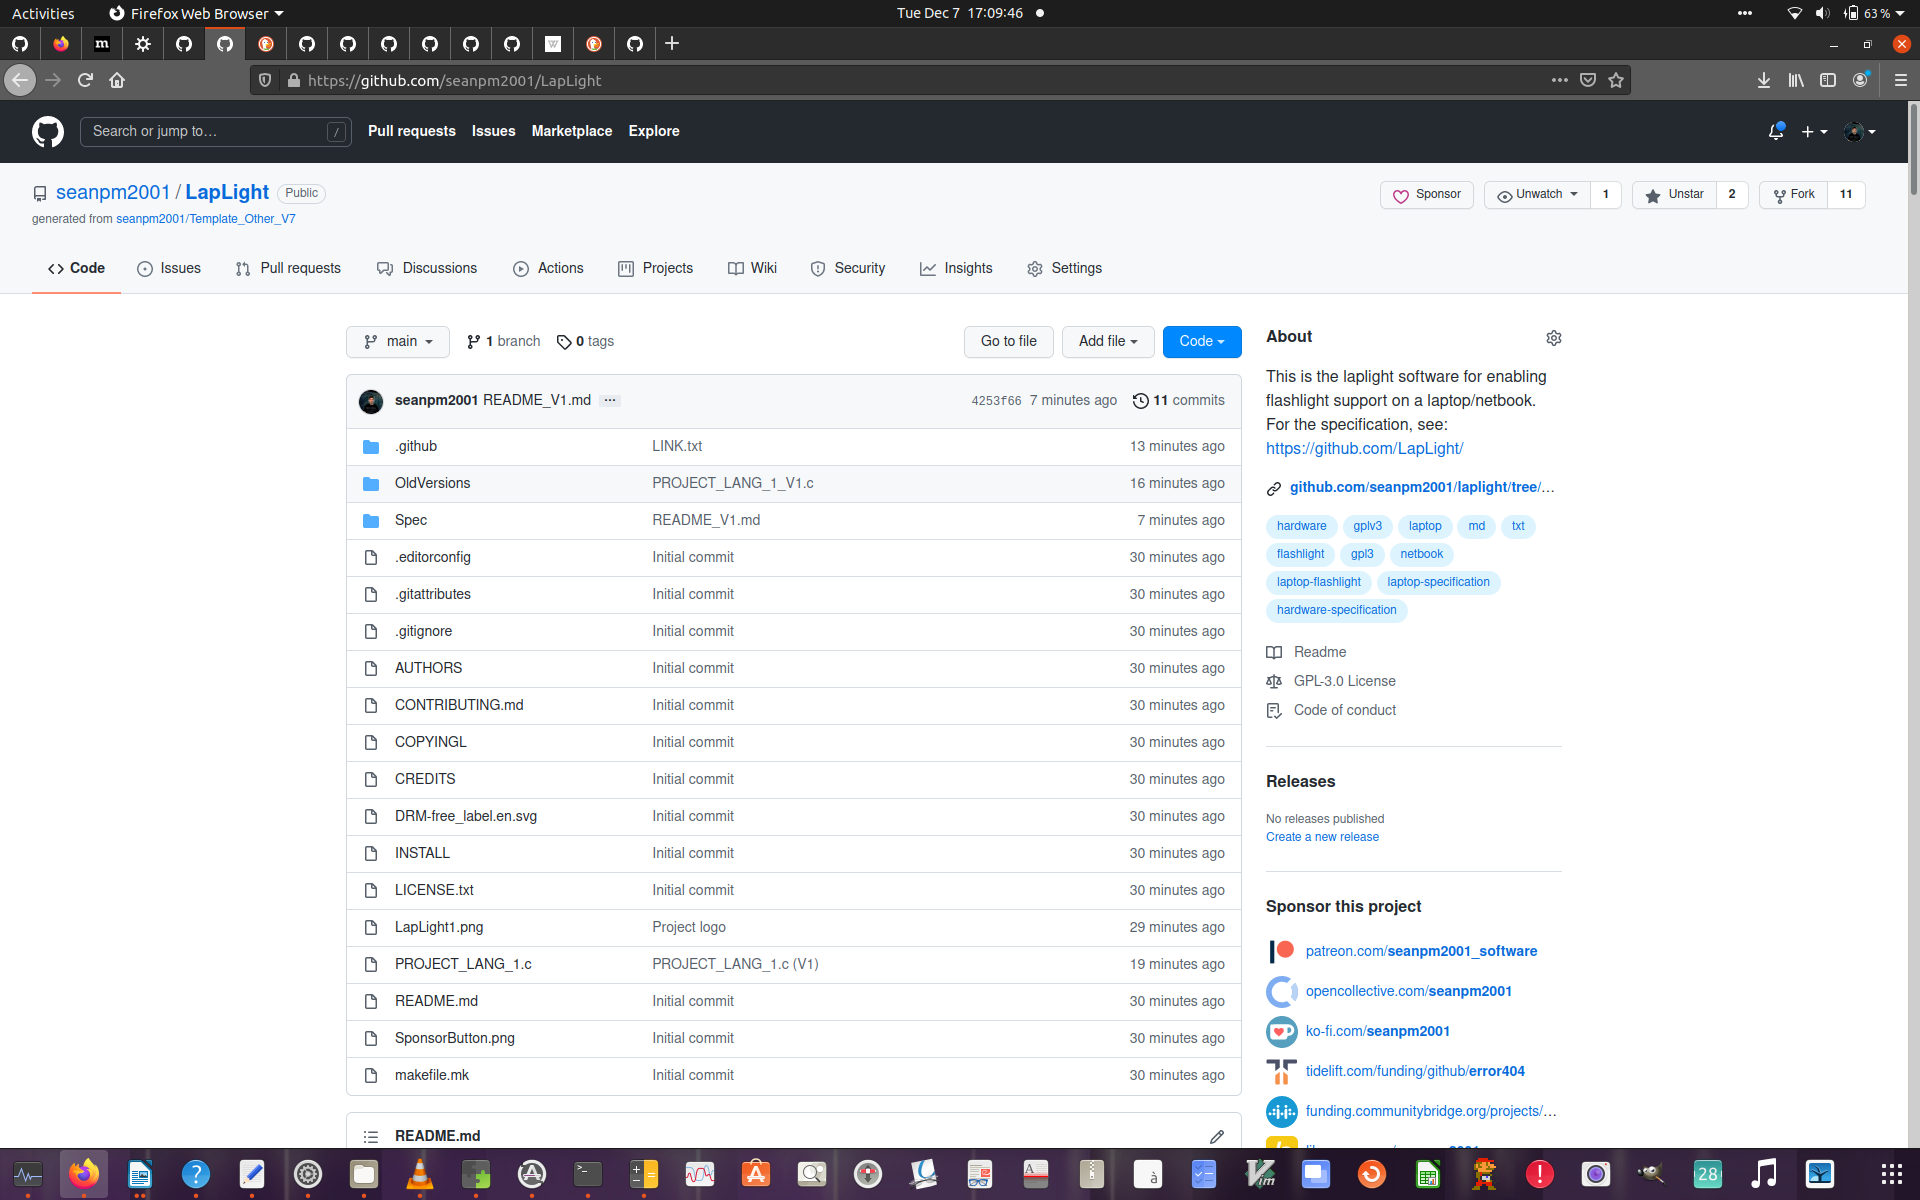 Activities Firefox Web Browser Tue Dec 7 17:09:46 63 %
https://github.com/seanpm2001/LapLight
Search or jump to… / Pull requests Issues Marketplace Explore
seanpm2001 / LapLight Public Sponsor Unwatch 1 Unstar 2 Fork 11
generated from seanpm2001/Template_Other_V7
Code Issues Pull requests Discussions Actions Projects Wiki Security Insights Settings
main 1 branch 0 tags Go to file Add file Code
seanpm2001 README_V1.md ... 4253f66 7 minutes ago 11 commits
.github LINK.txt 13 minutes ago
OldVersions PROJECT_LANG_1_V1.c 16 minutes ago
Spec README_V1.md 7 minutes ago
.editorconfig Initial commit 30 minutes ago
.gitattributes Initial commit 30 minutes ago
.gitignore Initial commit 30 minutes ago
AUTHORS Initial commit 30 minutes ago
CONTRIBUTING.md Initial commit 30 minutes ago
COPYINGL Initial commit 30 minutes ago
CREDITS Initial commit 30 minutes ago
DRM-free_label.en.svg Initial commit 30 minutes ago
INSTALL Initial commit 30 minutes ago
LICENSE.txt Initial commit 30 minutes ago
LapLight1.png Project logo 29 minutes ago
PROJECT_LANG_1.c PROJECT_LANG_1.c (V1) 19 minutes ago
README.md Initial commit 30 minutes ago
SponsorButton.png Initial commit 30 minutes ago
makefile.mk Initial commit 30 minutes ago
README.md
About
This is the laplight software for enabling
flashlight support on a laptop/netbook.
For the specification, see:
https://github.com/LapLight/
github.com/seanpm2001/laplight/tree/…
hardware gplv3 laptop md txt
flashlight gpl3 netbook
laptop-flashlight laptop-specification
hardware-specification
Readme
GPL-3.0 License
Code of conduct
Releases
No releases published
Create a new release
Sponsor this project
patreon.com/seanpm2001_software
opencollective.com/seanpm2001
ko-fi.com/seanpm2001
tidelift.com/funding/github/error404
funding.communitybridge.org/projects/…
28